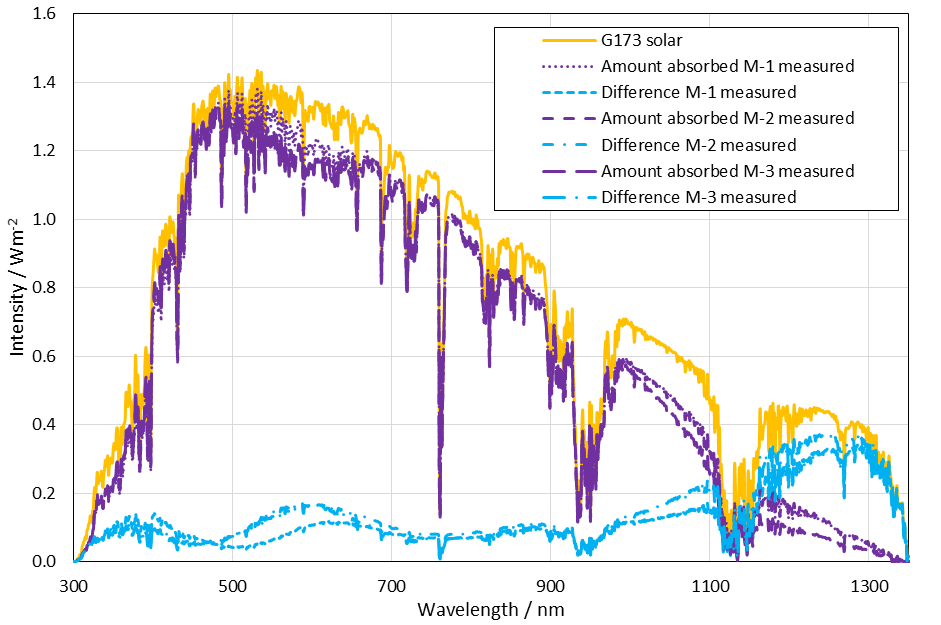 1.6
1.4
1.2
1.0
0.8
0.6
0.4
0.2
0.0
Intensity / Wm-2
G173 solar
Amount absorbed M-1 measured
Difference M-1 measured
Amount absorbed M-2 measured
Difference M-2 measured
Amount absorbed M-3 measured
Difference M-3 measured
300 500 700 900 1100 1300
Wavelength / nm